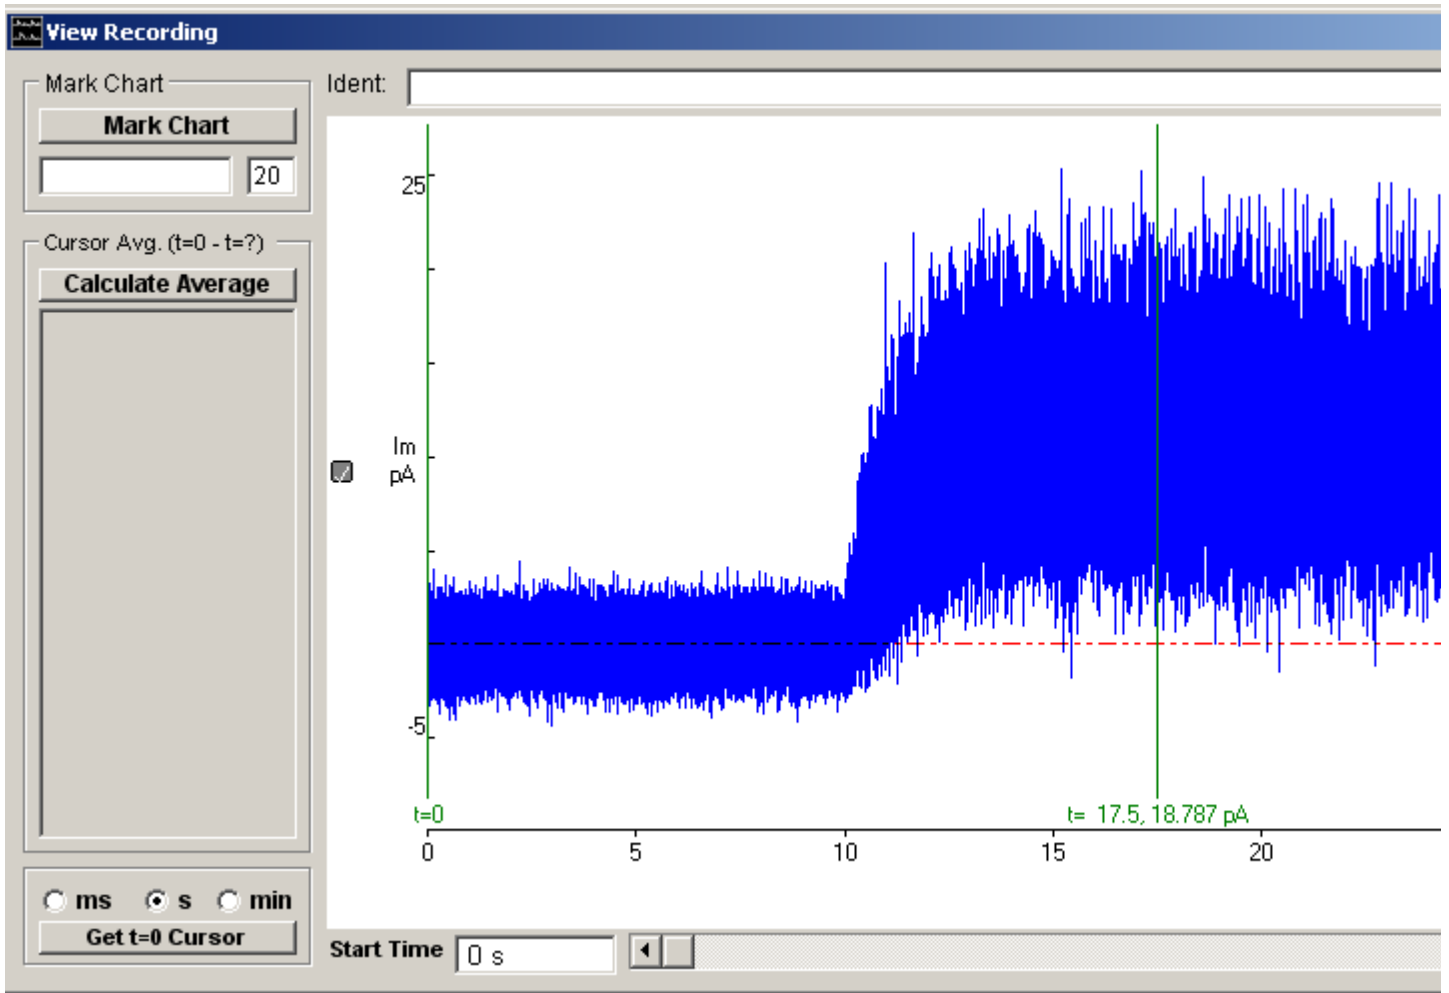 View Recording
Mark Chart
Mark Chart
20
Cursor Avg. (t=0 - t=?)
Calculate Average
ms s min
Get t=0 Cursor
Ident:
25
Im
pA
-5
t=0 t= 17.5, 18.787 pA
0 5 10 15 20
Start Time 0 s